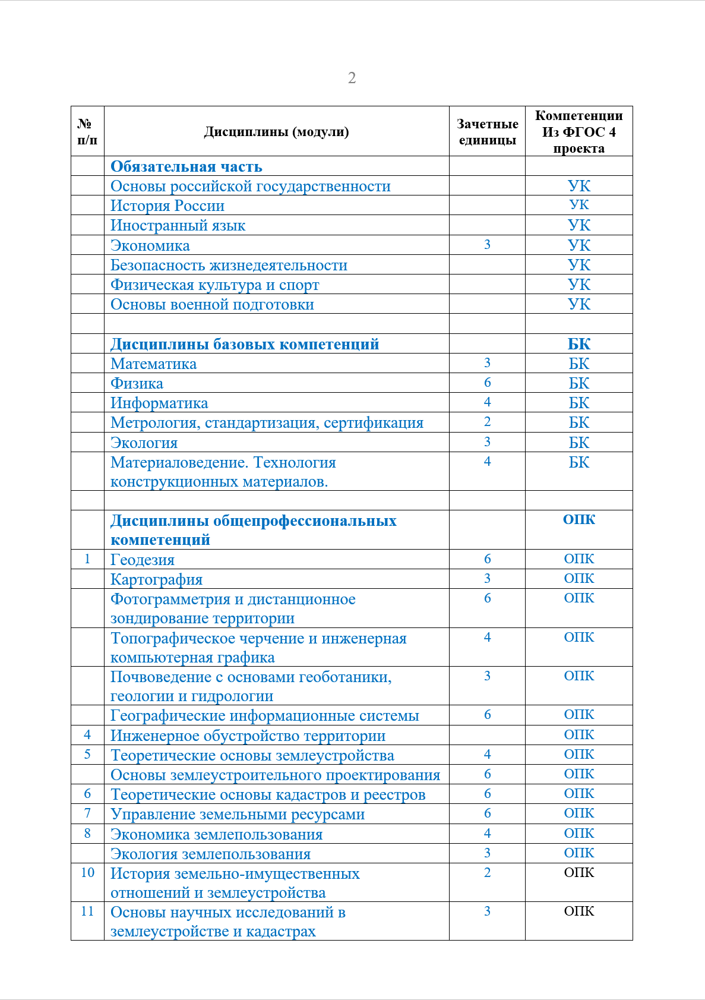 2
№ п/п Дисциплины (модули) Зачетные единицы Компетенции Из ФГОС 4 проекта
Обязательная часть
Основы российской государственности УК
История России УК
Иностранный язык УК
Экономика 3 УК
Безопасность жизнедеятельности УК
Физическая культура и спорт УК
Основы военной подготовки УК
Дисциплины базовых компетенций БК
Математика 3 БК
Физика 6 БК
Информатика 4 БК
Метрология, стандартизация, сертификация 2 БК
Экология 3 БК
Материаловедение. Технология 4 БК
конструкционных материалов.
Дисциплины общепрофессиональных ОПК
компетенций
1 Геодезия 6 ОПК
Картография 3 ОПК
Фотограмметрия и дистанционное 6 ОПК
зондирование территории
Топографическое черчение и инженерная 4 ОПК
компьютерная графика
Почвоведение с основами геоботаники, 3 ОПК
геологии и гидрологии
Географические информационные системы 6 ОПК
4 Инженерное обустройство территории ОПК
5 Теоретические основы землеустройства 4 ОПК
Основы землеустроительного проектирования 6 ОПК
6 Теоретические основы кадастров и реестров 6 ОПК
7 Управление земельными ресурсами 6 ОПК
8 Экономика землепользования 4 ОПК
Экология землепользования 3 ОПК
10 История земельно-имущественных 2 ОПК
отношений и землеустройства
11 Основы научных исследований в 3 ОПК
землеустройстве и кадастрах